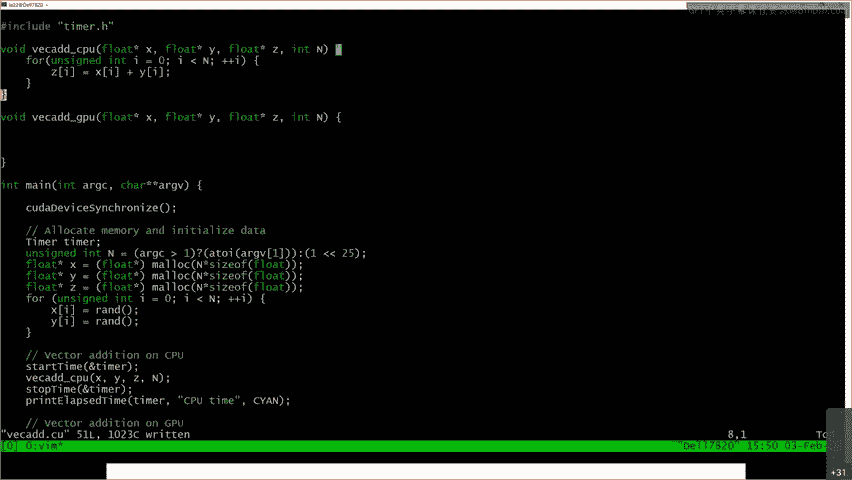 #include "timer.h"
void vecadd_cpu(float* x, float* y, float* z, int N) {
    for(unsigned int i = 0; i < N; ++i) {
        z[i] = x[i] + y[i];
    }
}
void vecadd_gpu(float* x, float* y, float* z, int N) {
}
int main(int argc, char**argv) {
    cudaDeviceSynchronize();
    // Allocate memory and initialize data
    Timer timer;
    unsigned int N = (argc > 1)?(atoi(argv[1])):(1 << 25);
    float* x = (float*) malloc(N*sizeof(float));
    float* y = (float*) malloc(N*sizeof(float));
    float* z = (float*) malloc(N*sizeof(float));
    for (unsigned int i = 0; i < N; ++i) {
        x[i] = rand();
        y[i] = rand();
    }
    // Vector addition on CPU
    startTime(&timer);
    vecadd_cpu(x, y, z, N);
    stopTime(&timer);
    printElapsedTime(timer, "CPU time", CYAN);
    // Vector addition on GPU
"vecadd.cu" 51L, 1023C written 8,1
[0] 0:vim* 15:50 03-Feb
+31